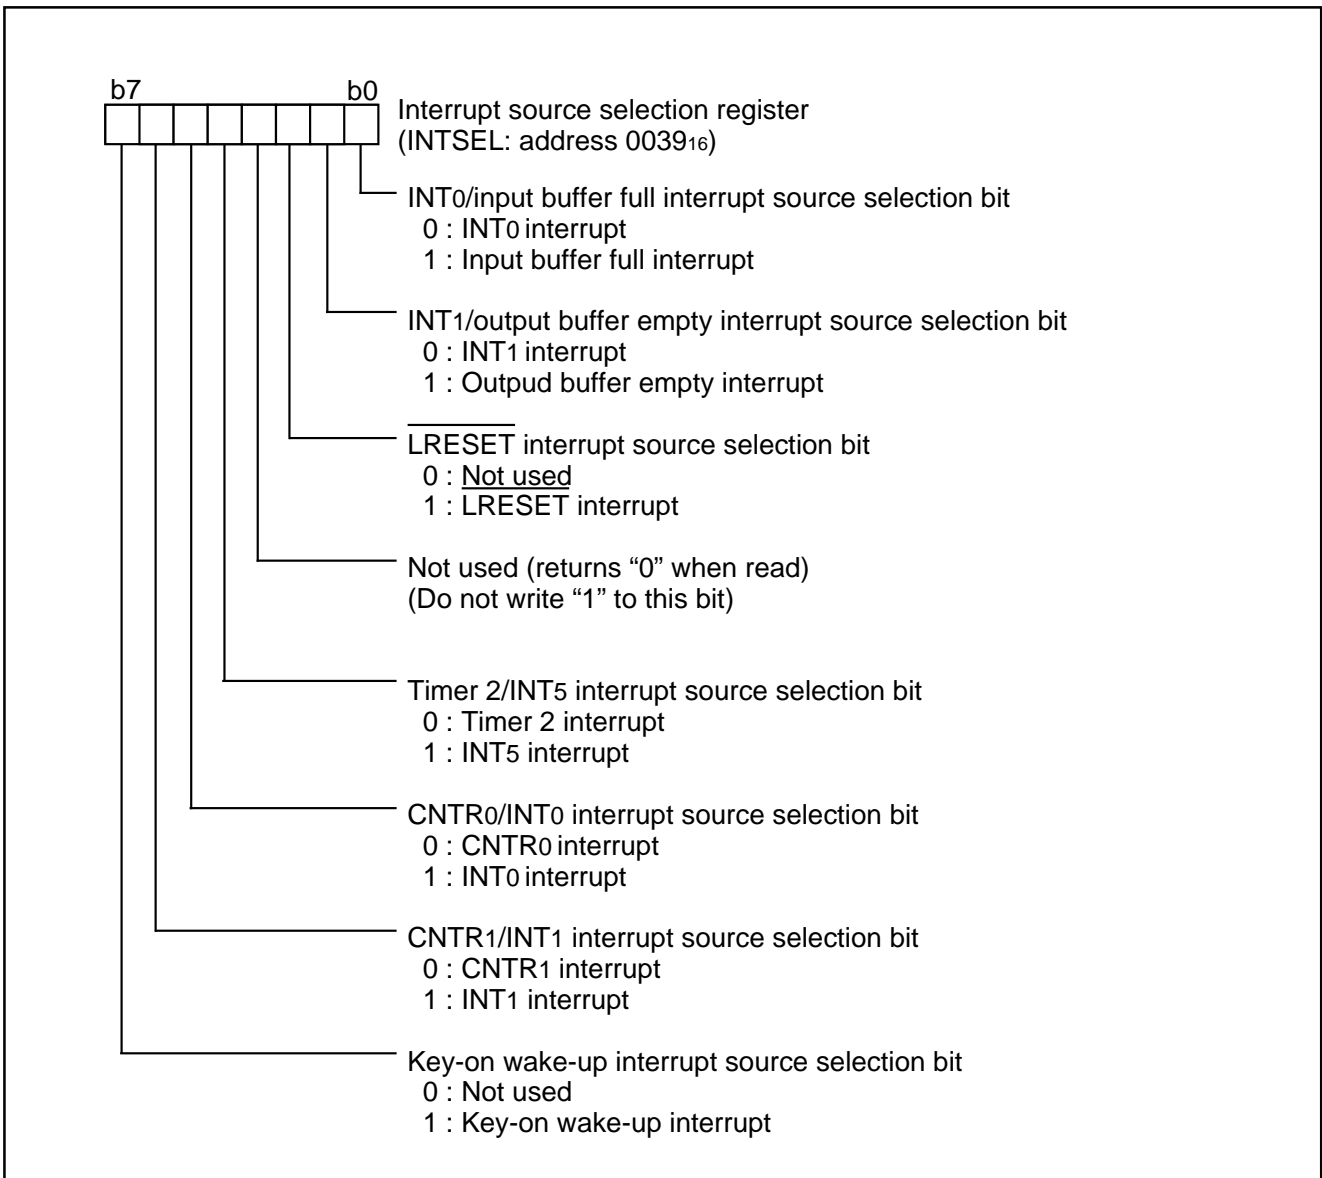 b7 b0
Interrupt source selection register
(INTSEL: address 003916)
INT0/input buffer full interrupt source selection bit
0 : INT0 interrupt
1 : Input buffer full interrupt
INT1/output buffer empty interrupt source selection bit
0 : INT1 interrupt
1 : Outpud buffer empty interrupt
LRESET interrupt source selection bit
0 : Not used
1 : LRESET interrupt
Not used (returns “0” when read)
(Do not write “1” to this bit)
Timer 2/INT5 interrupt source selection bit
0 : Timer 2 interrupt
1 : INT5 interrupt
CNTR0/INT0 interrupt source selection bit
0 : CNTR0 interrupt
1 : INT0 interrupt
CNTR1/INT1 interrupt source selection bit
0 : CNTR1 interrupt
1 : INT1 interrupt
Key-on wake-up interrupt source selection bit
0 : Not used
1 : Key-on wake-up interrupt